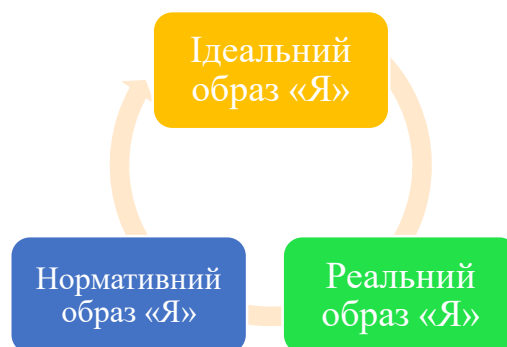 Ідеальний
образ «Я»
Нормативний
образ «Я»
Реальний
образ «Я»